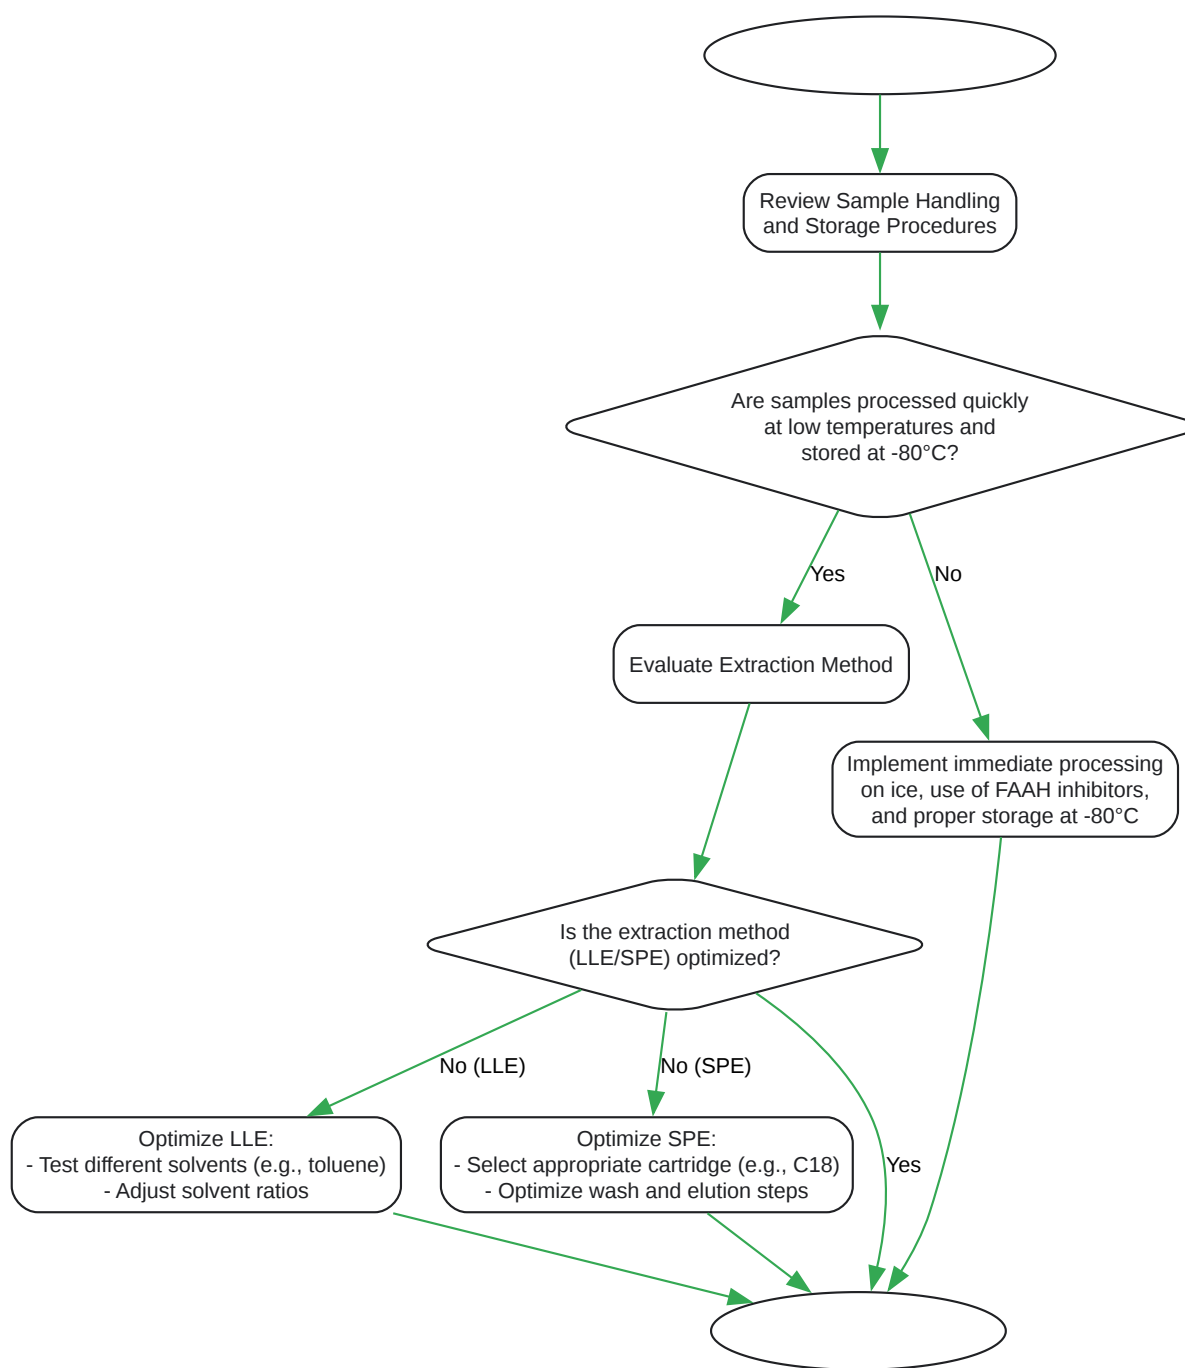 Review Sample Handling
and Storage Procedures
Are samples processed quickly
at low temperatures and
stored at -80°C?
Yes
No
Evaluate Extraction Method
Implement immediate processing
on ice, use of FAAH inhibitors,
and proper storage at -80°C
Is the extraction method
(LLE/SPE) optimized?
No (LLE)
No (SPE)
Optimize LLE:
- Test different solvents (e.g., toluene)
- Adjust solvent ratios
Optimize SPE:
- Select appropriate cartridge (e.g., C18)
- Optimize wash and elution steps
Yes